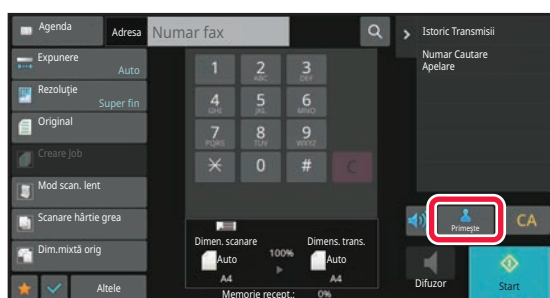 Agenda
Adresa
Numar fax
Istoric Transmisii
Numar Cautare
Apelare
Expunere
Auto
Rezoluţie
Super fin
Original
Creare Job
Mod scan. lent
Scanare hârtie grea
Dim.mixtă orig
Altele
1
2
ABC
3
DEF
4
GHI
5
JKL
6
MNO
7
PQRS
8
TUV
9
WXYZ
0
#
C
Dimen. scanare
100%
Dimens. trans.
Auto
Auto
A4
A4
Memorie recept.:
0%
Primeşte
CA
Difuzor
Start